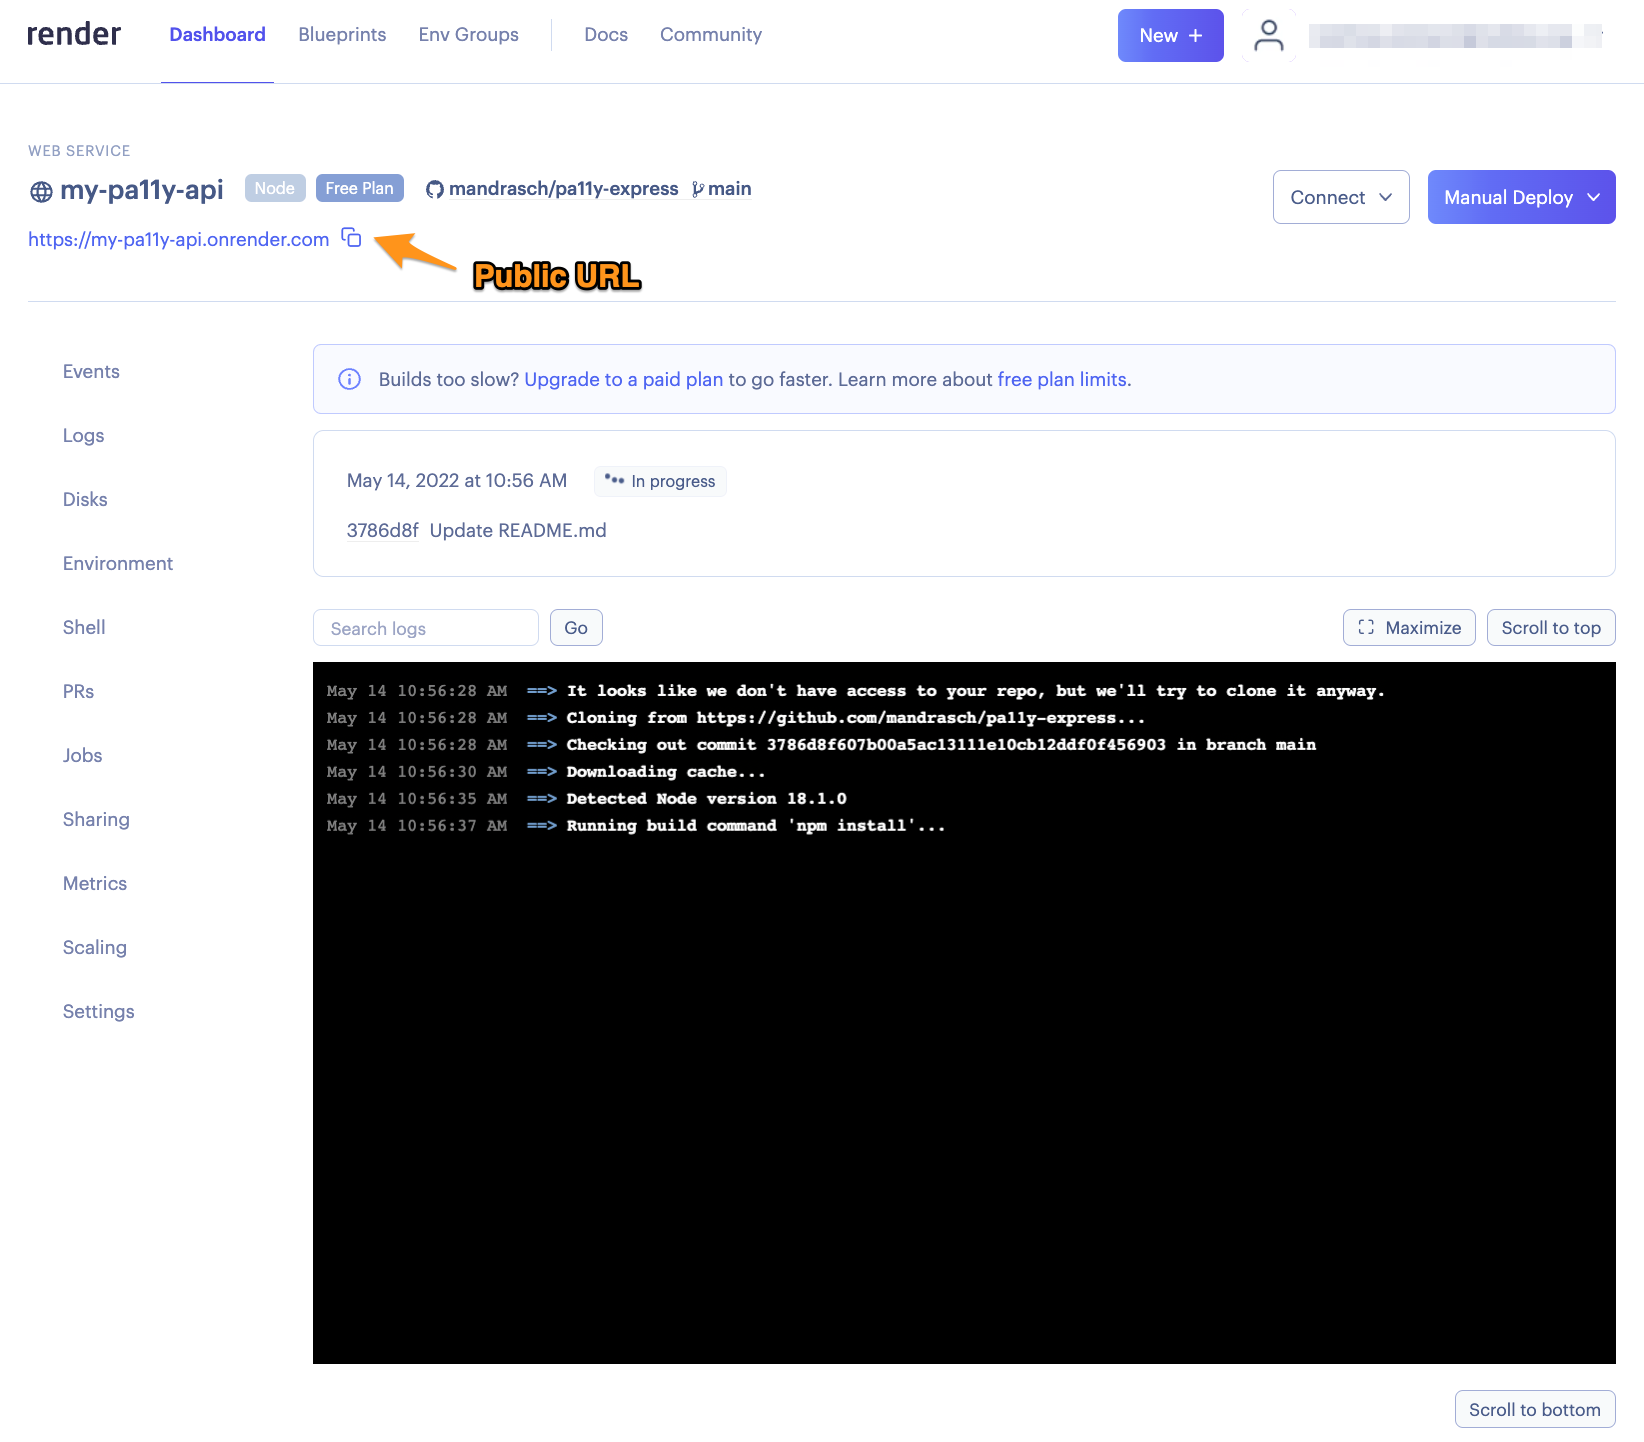 render Dashboard Blueprints Env Groups Docs Community New +
WEB SERVICE
my-pa11y-api Node Free Plan mandrasch/pa11y-express main Connect Manual Deploy
https://my-pa11y-api.onrender.com
Public URL
Events
Logs
Disks
Environment
Shell
PRs
Jobs
Sharing
Metrics
Scaling
Settings
Builds too slow? Upgrade to a paid plan to go faster. Learn more about free plan limits.
May 14, 2022 at 10:56 AM In progress
3786d8f Update README.md
Search logs Go Maximize Scroll to top
May 14 10:56:28 AM ==> It looks like we don't have access to your repo, but we'll try to clone it anyway.
May 14 10:56:28 AM ==> Cloning from https://github.com/mandrasch/pa11y-express...
May 14 10:56:28 AM ==> Checking out commit 3786d8f607b00a5ac13111e10cb12ddf0f456903 in branch main
May 14 10:56:30 AM ==> Downloading cache...
May 14 10:56:35 AM ==> Detected Node version 18.1.0
May 14 10:56:37 AM ==> Running build command 'npm install'...
Scroll to bottom